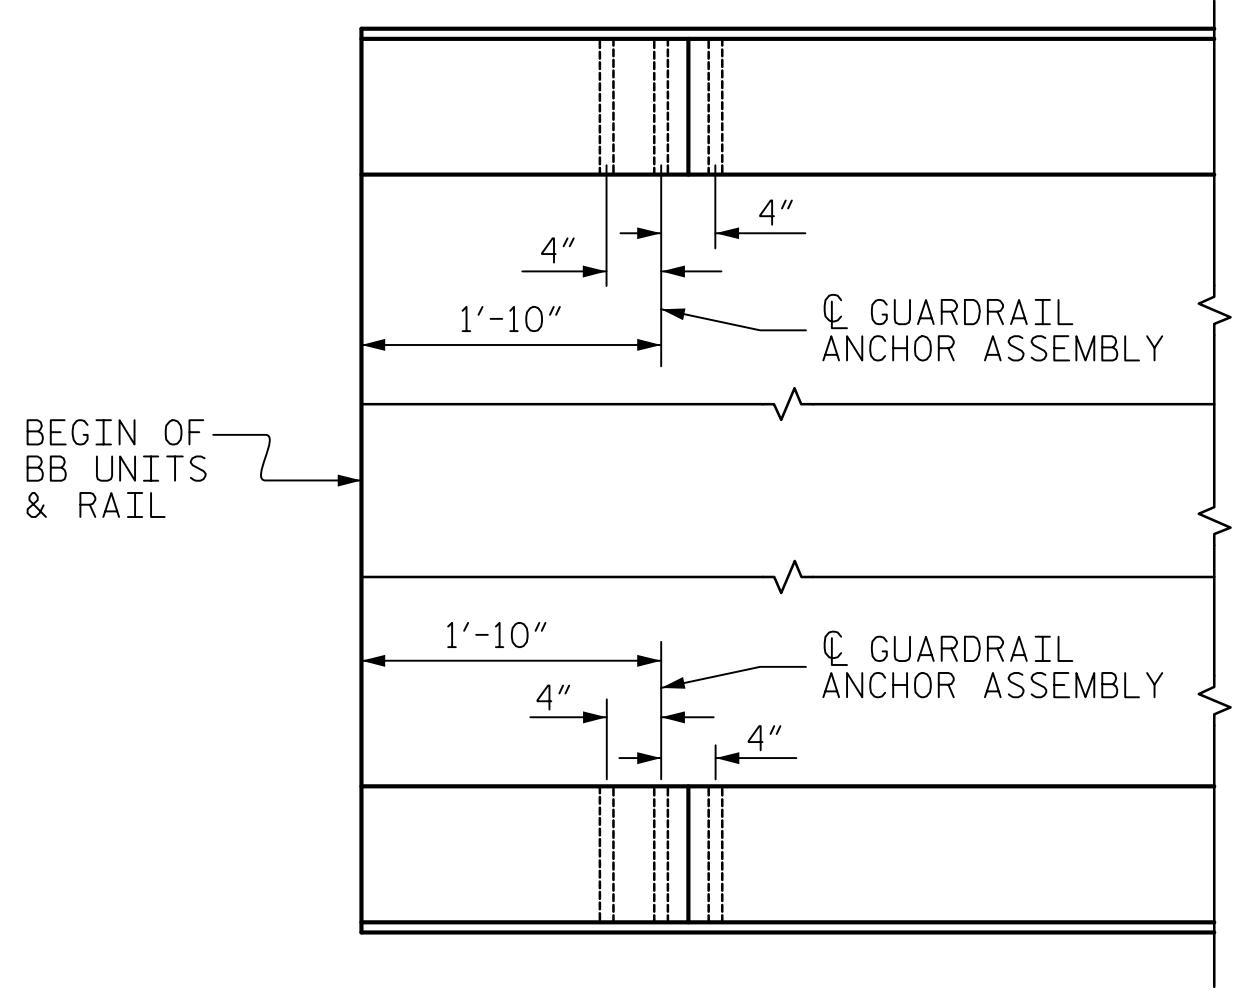 4"
4"
1'-10"
℄ GUARDRAIL
ANCHOR ASSEMBLY
BEGIN OF
BB UNITS
& RAIL
1'-10"
℄ GUARDRAIL
ANCHOR ASSEMBLY
4"
4"